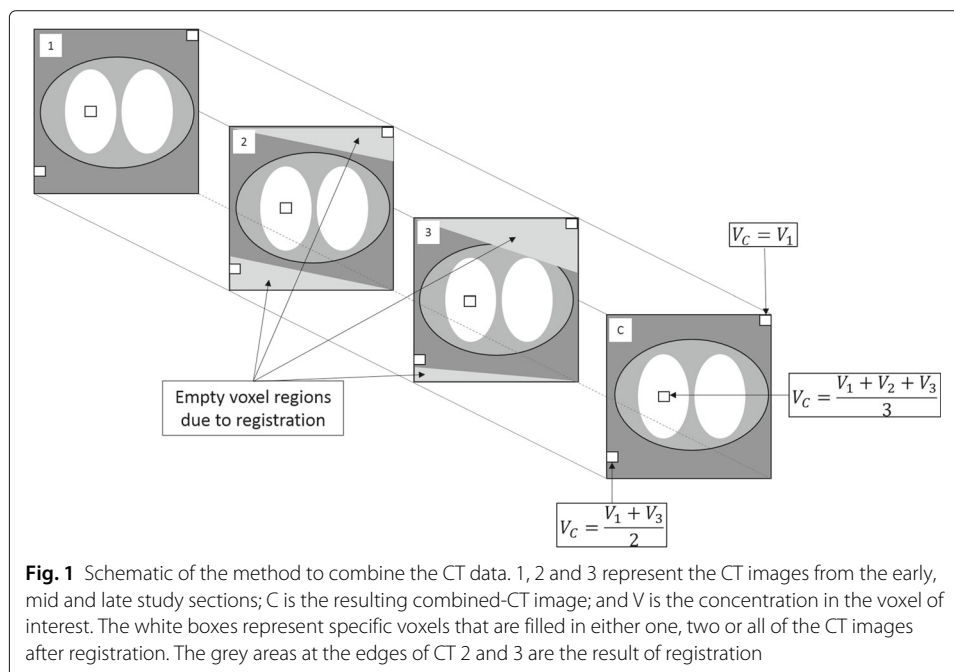 1
2
3
C
Empty voxel regions
due to registration
V_C = V_1
V_C = \frac{V_1 + V_2 + V_3}{3}
V_C = \frac{V_1 + V_3}{2}
Fig. 1 Schematic of the method to combine the CT data. 1, 2 and 3 represent the CT images from the early,
mid and late study sections; C is the resulting combined-CT image; and V is the concentration in the voxel of
interest. The white boxes represent specific voxels that are filled in either one, two or all of the CT images
after registration. The grey areas at the edges of CT 2 and 3 are the result of registration